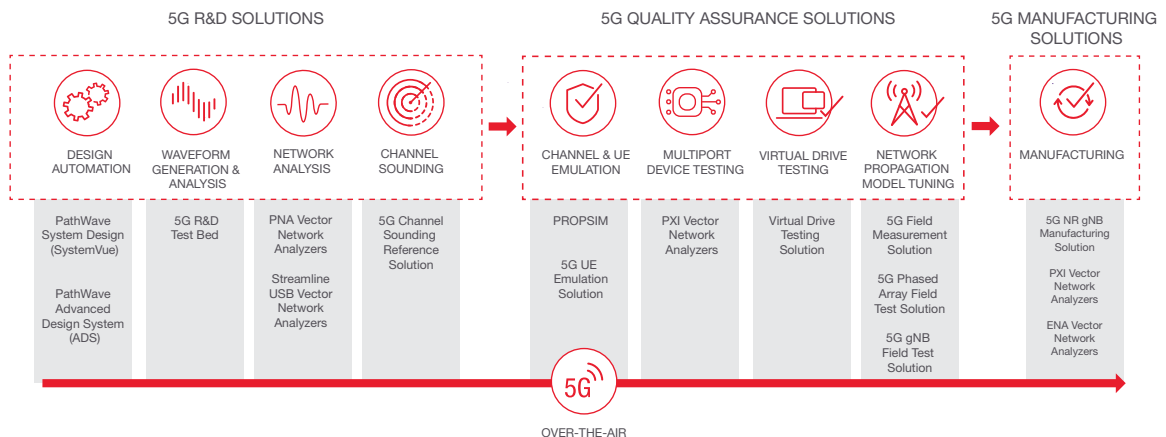 5G R&D SOLUTIONS
5G QUALITY ASSURANCE SOLUTIONS
5G MANUFACTURING
SOLUTIONS
DESIGN
AUTOMATION
WAVEFORM
GENERATION &
ANALYSIS
NETWORK
ANALYSIS
CHANNEL
SOUNDING
CHANNEL & UE
EMULATION
MULTIPORT
DEVICE TESTING
VIRTUAL DRIVE
TESTING
NETWORK
PROPAGATION
MODEL TUNING
MANUFACTURING
PathWave
System Design
(SystemVue)
PathWave
Advanced
Design System
(ADS)
5G R&D
Test Bed
PNA Vector
Network
Analyzers
Streamline
USB Vector
Network
Analyzers
5G Channel
Sounding
Reference
Solution
PROPSIM
5G UE
Emulation
Solution
PXI Vector
Network
Analyzers
Virtual Drive
Testing
Solution
5G Field
Measurement
Solution
5G Phased
Array Field
Test Solution
5G gNB
Field Test
Solution
5G NR gNB
Manufacturing
Solution
PXI Vector
Network
Analyzers
ENA Vector
Network
Analyzers
5G
OVER-THE-AIR